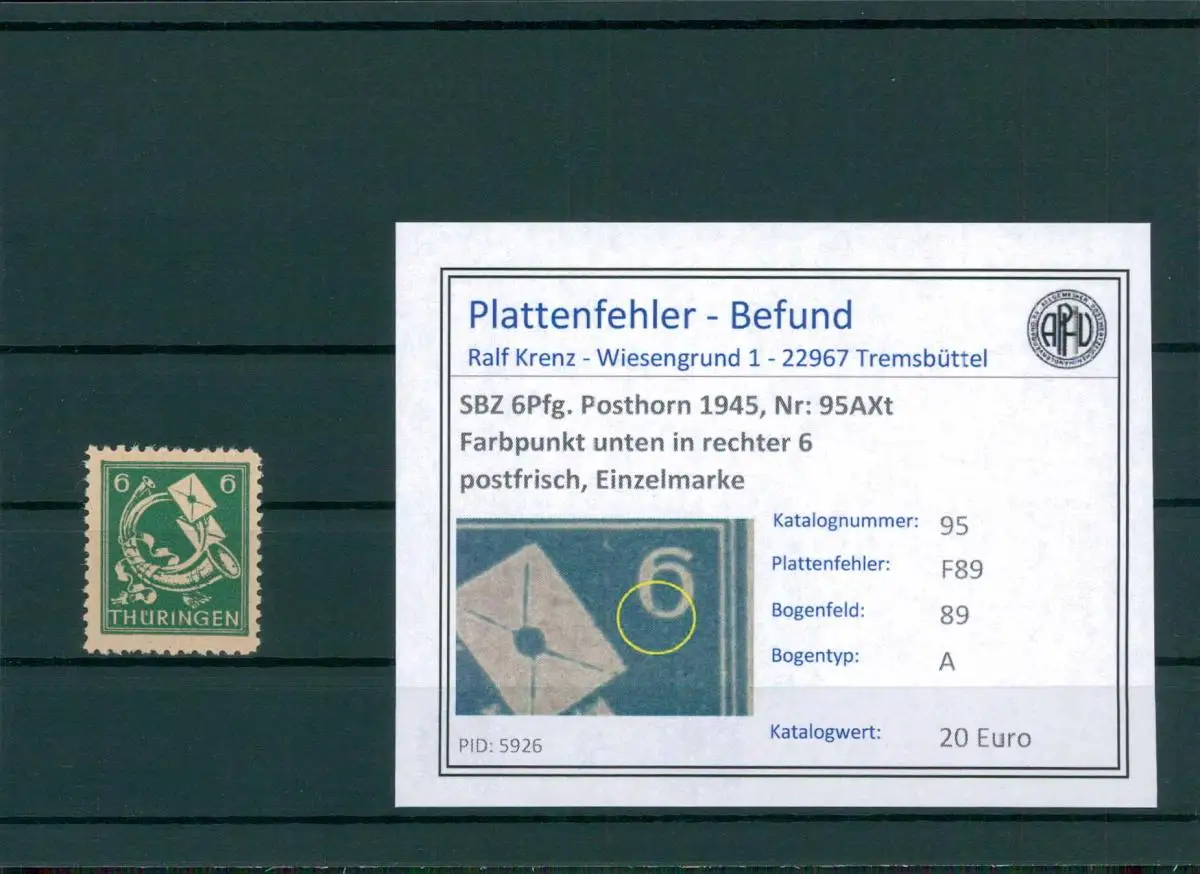 6 6
THÜRINGEN
Plattenfehler - Befund
Ralf Krenz - Wiesengrund 1 - 22967 Tremsbüttel
APHV
SBZ 6Pfg. Posthorn 1945, Nr: 95AXt
Farbpunkt unten in rechter 6
postfrisch, Einzelmarke
6
Katalognummer: 95
Plattenfehler: F89
Bogenfeld: 89
Bogentyp: A
PID: 5926
Katalogwert: 20 Euro